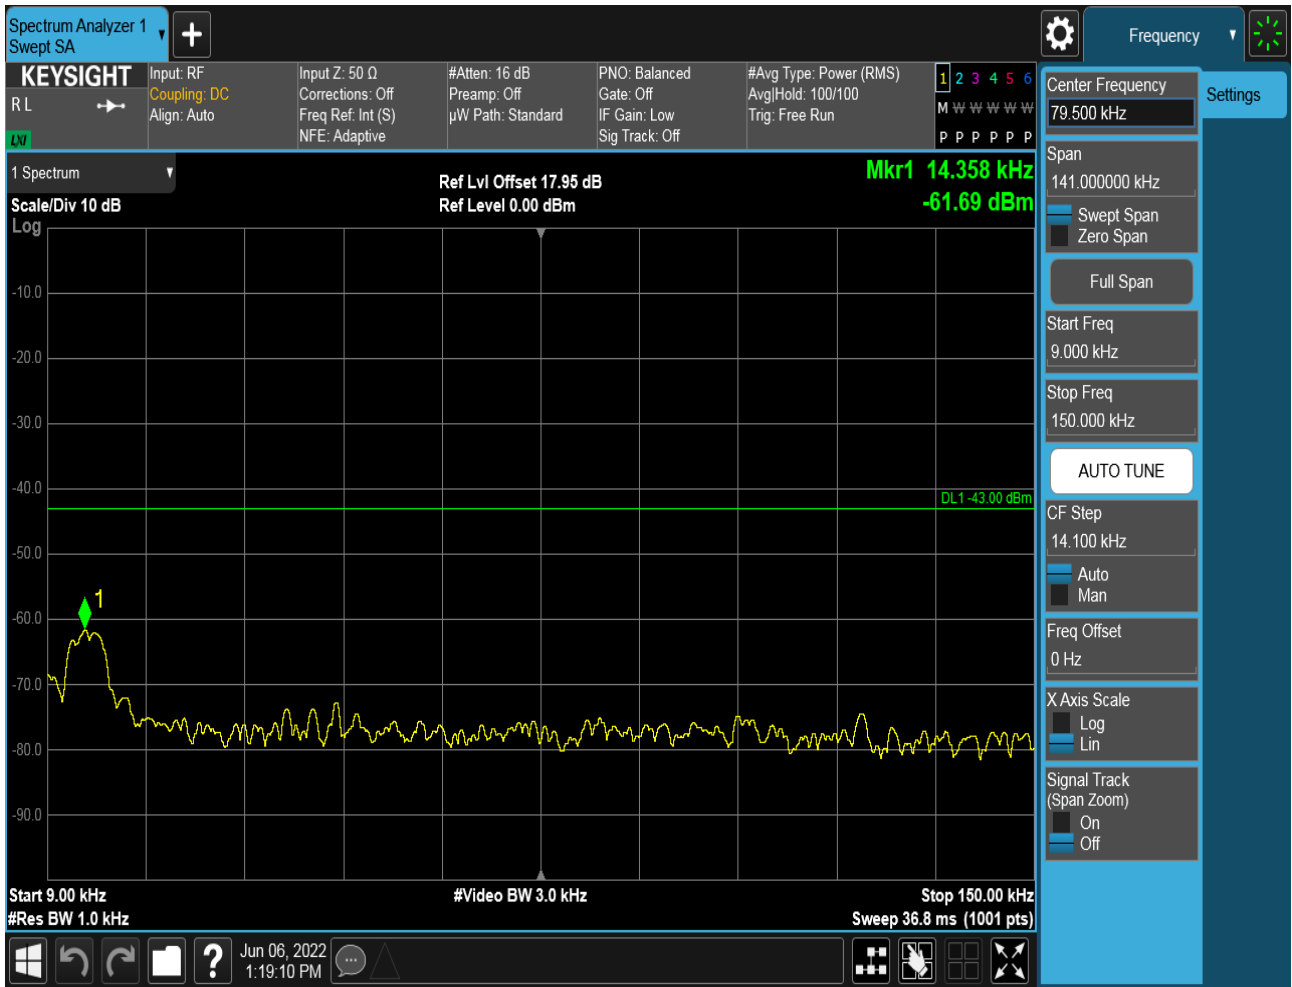 Spectrum Analyzer 1
Swept SA
Frequency
KEYSIGHT
R L
LXI
Input: RF
Coupling: DC
Align: Auto
Input Z: 50 Ω
Corrections: Off
Freq Ref: Int (S)
NFE: Adaptive
#Atten: 16 dB
Preamp: Off
µW Path: Standard
PNO: Balanced
Gate: Off
IF Gain: Low
Sig Track: Off
#Avg Type: Power (RMS)
Avg|Hold: 100/100
Trig: Free Run
1 2 3 4 5 6
M W W W W W
P P P P P P
1 Spectrum
Scale/Div 10 dB
Log
Ref Lvl Offset 17.95 dB
Ref Level 0.00 dBm
Mkr1 14.358 kHz
-61.69 dBm
-10.0
-20.0
-30.0
-40.0
DL1 -43.00 dBm
-50.0
1
-60.0
-70.0
-80.0
-90.0
Start 9.00 kHz
#Res BW 1.0 kHz
#Video BW 3.0 kHz
Stop 150.00 kHz
Sweep 36.8 ms (1001 pts)
Center Frequency
79.500 kHz
Settings
Span
141.000000 kHz
Swept Span
Zero Span
Full Span
Start Freq
9.000 kHz
Stop Freq
150.000 kHz
AUTO TUNE
CF Step
14.100 kHz
Auto
Man
Freq Offset
0 Hz
X Axis Scale
Log
Lin
Signal Track
(Span Zoom)
On
Off
?
Jun 06, 2022
1:19:10 PM